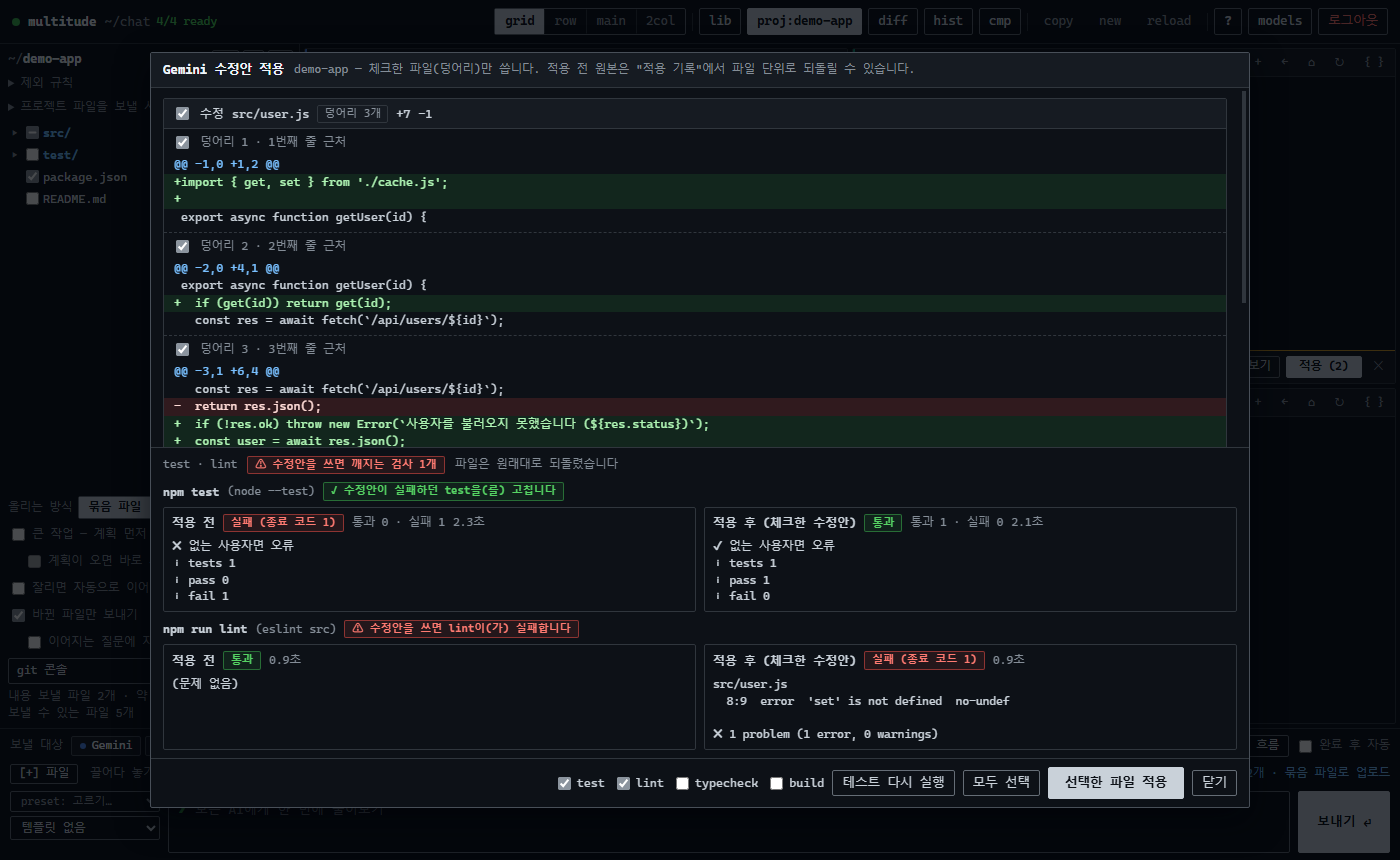 multitude ~/chat 4/4 ready
grid row main 2col lib proj:demo-app diff hist cmp copy new reload ? models 로그아웃
~/demo-app
▸ 제외 규칙
▸ 프로젝트 파일을 보낼
▸ src/
▸ test/
package.json
README.md
올리는 방식 묶음 파일
큰 작업 — 계획 먼저
계획이 오면 바로
잘리면 자동으로 이어
바뀐 파일만 보내기
이어지는 질문에
git 콘솔
내용 보낼 파일 2개 ·
보낼 수 있는 파일 5개
보낼 대상 Gemini
[+] 파일 끌어다 놓기
preset: 고르기…
템플릿 없음
Gemini 수정안 적용 demo-app — 체크한 파일(덩어리)만 씁니다. 적용 전 원본은 "적용 기록"에서 파일 단위로 되돌릴 수 있습니다.
수정 src/user.js 덩어리 3개 +7 -1
덩어리 1 · 1번째 줄 근처
@@ -1,0 +1,2 @@
+import { get, set } from './cache.js';
+
export async function getUser(id) {
덩어리 2 · 2번째 줄 근처
@@ -2,0 +4,1 @@
export async function getUser(id) {
+ if (get(id)) return get(id);
const res = await fetch(`/api/users/${id}`);
덩어리 3 · 3번째 줄 근처
@@ -3,1 +6,4 @@
const res = await fetch(`/api/users/${id}`);
- return res.json();
+ if (!res.ok) throw new Error(`사용자를 불러오지 못했습니다 (${res.status})`);
+ const user = await res.json();
test · lint ⚠ 수정안을 쓰면 깨지는 검사 1개 파일은 원래대로 되돌렸습니다
npm test (node --test) ✓ 수정안이 실패하던 test을(를) 고칩니다
적용 전 실패 (종료 코드 1) 통과 0 · 실패 1 2.3초
✕ 없는 사용자면 오류
i tests 1
i pass 0
i fail 1
적용 후 (체크한 수정안) 통과 통과 1 · 실패 0 2.1초
✓ 없는 사용자면 오류
i tests 1
i pass 1
i fail 0
npm run lint (eslint src) ⚠ 수정안을 쓰면 lint이(가) 실패합니다
적용 전 통과 0.9초
(문제 없음)
적용 후 (체크한 수정안) 실패 (종료 코드 1) 0.9초
src/user.js
8:9 error 'set' is not defined no-undef
✕ 1 problem (1 error, 0 warnings)
test lint typecheck build 테스트 다시 실행 모두 선택 선택한 파일 적용 닫기
보기 적용 (2) ×
흐름 완료 후 자동
· 묶음 파일로 업로드
보내기 ⏎